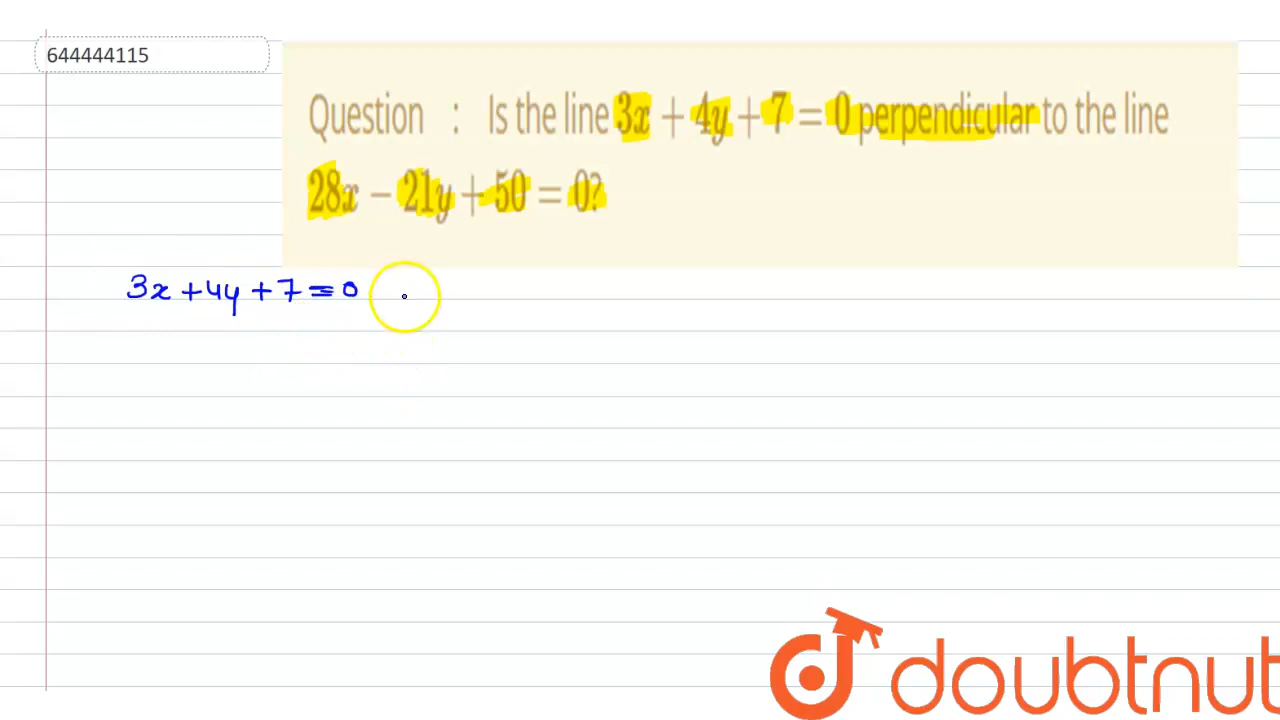 644444115
Question : Is the line 3x + 4y + 7 = 0 perpendicular to the line
28x − 21y + 50 = 0?
3x + 4y + 7 = 0
doubtnut